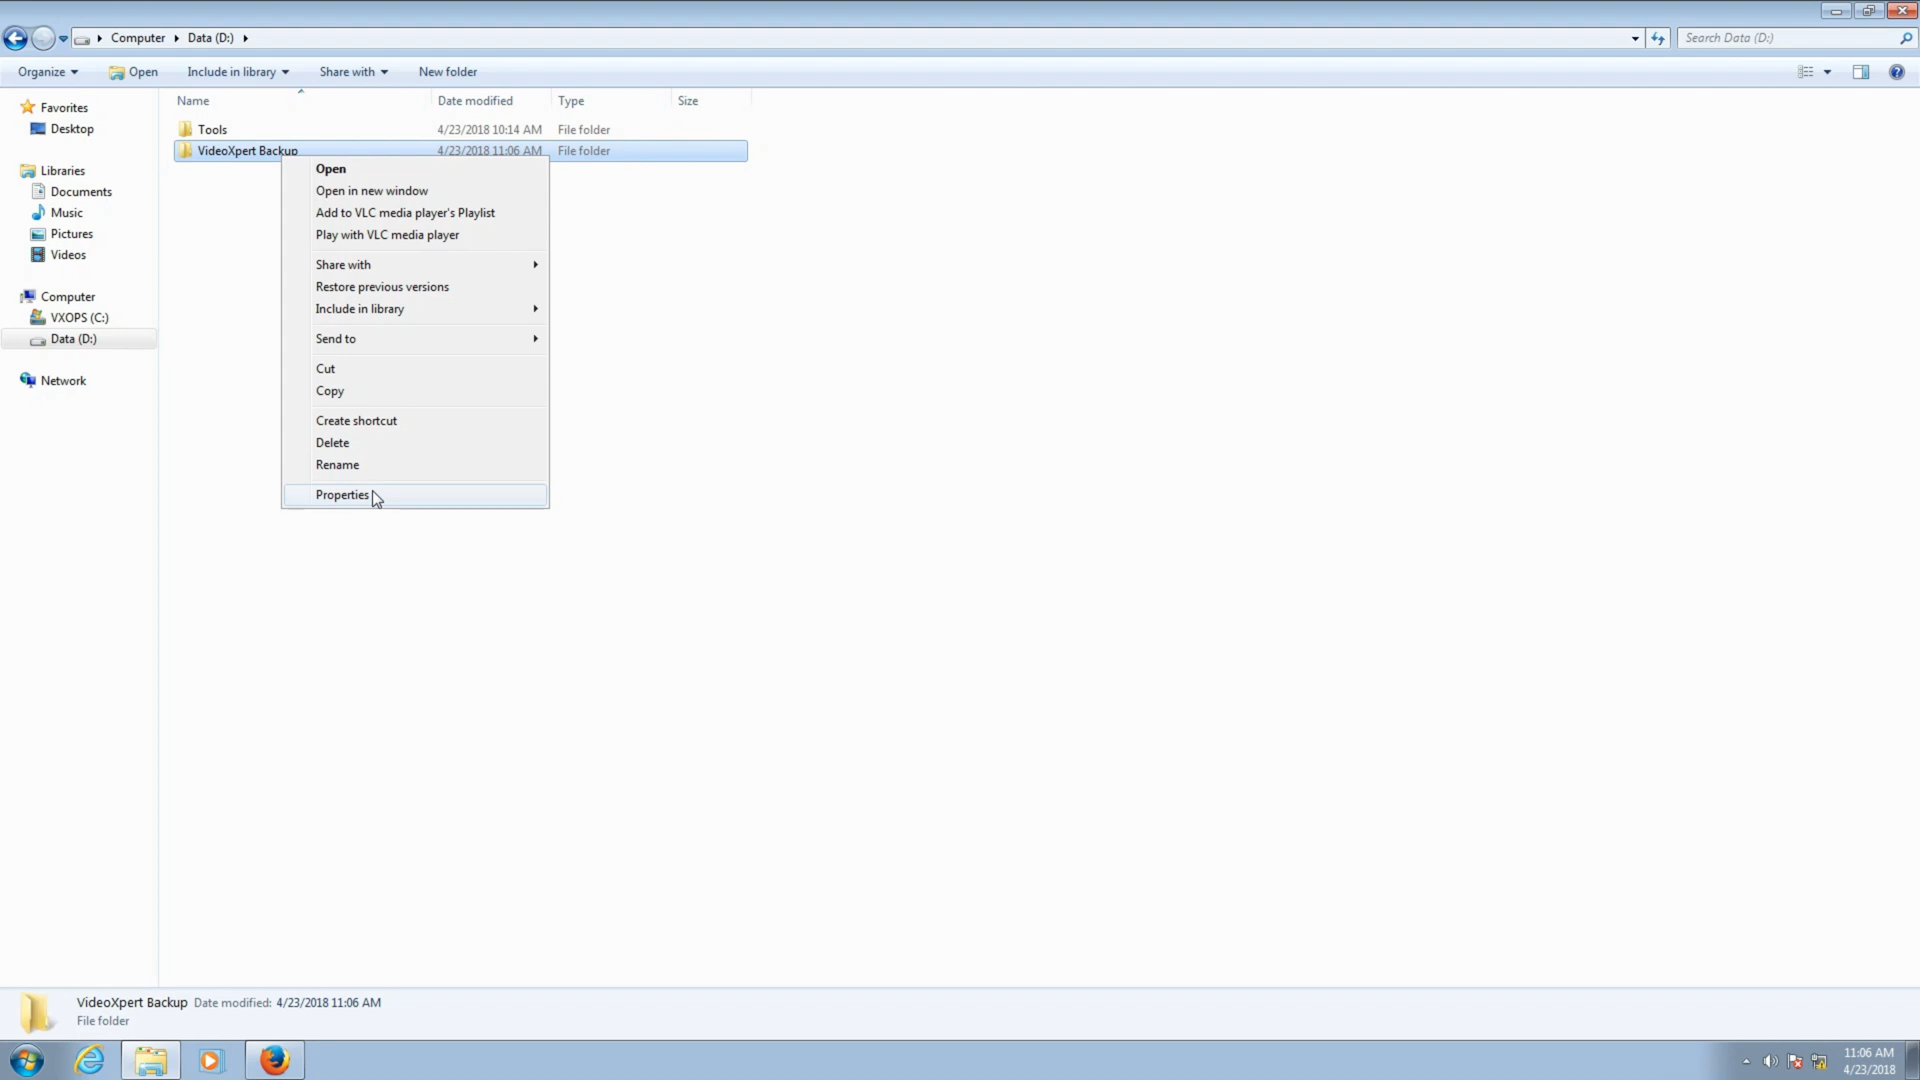 Computer Data (D:)
Search Data (D:)
Organize Open Include in library Share with New folder
Name Date modified Type Size
Favorites
Desktop
Libraries
Documents
Music
Pictures
Videos
Computer
VXOPS (C:)
Data (D:)
Network
Tools 4/23/2018 10:14 AM File folder
VideoXpert Backup 4/23/2018 11:06 AM File folder
Open
Open in new window
Add to VLC media player's Playlist
Play with VLC media player
Share with
Restore previous versions
Include in library
Send to
Cut
Copy
Create shortcut
Delete
Rename
Properties
VideoXpert Backup Date modified: 4/23/2018 11:06 AM
File folder
11:06 AM
4/23/2018